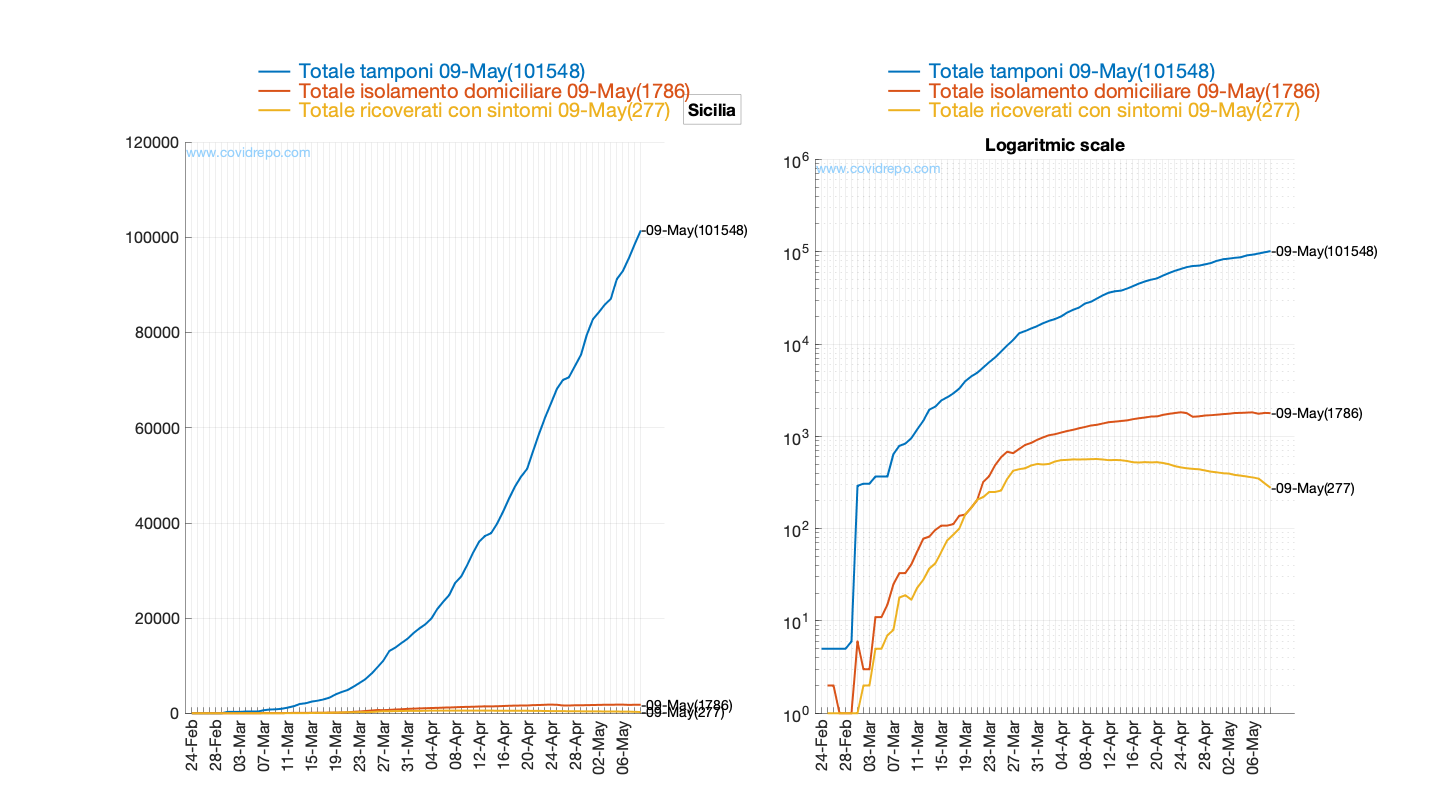 Totale tamponi 09-May(101548)
Totale isolamento domiciliare 09-May(1786)
Totale ricoverati con sintomi 09-May(277)
Sicilia
www.covidrepo.com
120000
100000
80000
60000
40000
20000
0
-09-May(101548)
-09-May(1786)
-09-May(277)
24-Feb
28-Feb
03-Mar
07-Mar
11-Mar
15-Mar
19-Mar
23-Mar
27-Mar
31-Mar
04-Apr
08-Apr
12-Apr
16-Apr
20-Apr
24-Apr
28-Apr
02-May
06-May
Totale tamponi 09-May(101548)
Totale isolamento domiciliare 09-May(1786)
Totale ricoverati con sintomi 09-May(277)
Logaritmic scale
www.covidrepo.com
10^6
10^5
10^4
10^3
10^2
10^1
10^0
-09-May(101548)
-09-May(1786)
-09-May(277)
24-Feb
28-Feb
03-Mar
07-Mar
11-Mar
15-Mar
19-Mar
23-Mar
27-Mar
31-Mar
04-Apr
08-Apr
12-Apr
16-Apr
20-Apr
24-Apr
28-Apr
02-May
06-May